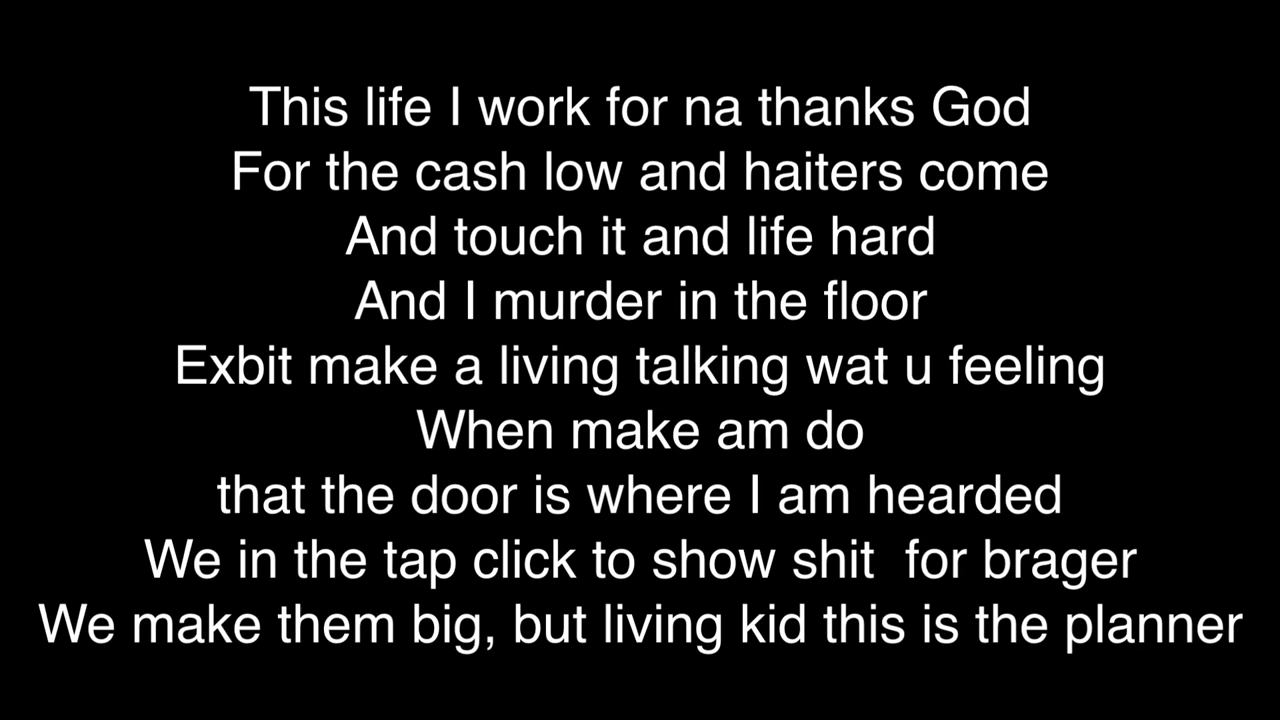 This life I work for na thanks God
For the cash low and haiters come
And touch it and life hard
And I murder in the floor
Exbit make a living talking wat u feeling
When make am do
that the door is where I am hearded
We in the tap click to show shit  for brager
We make them big, but living kid this is the planner